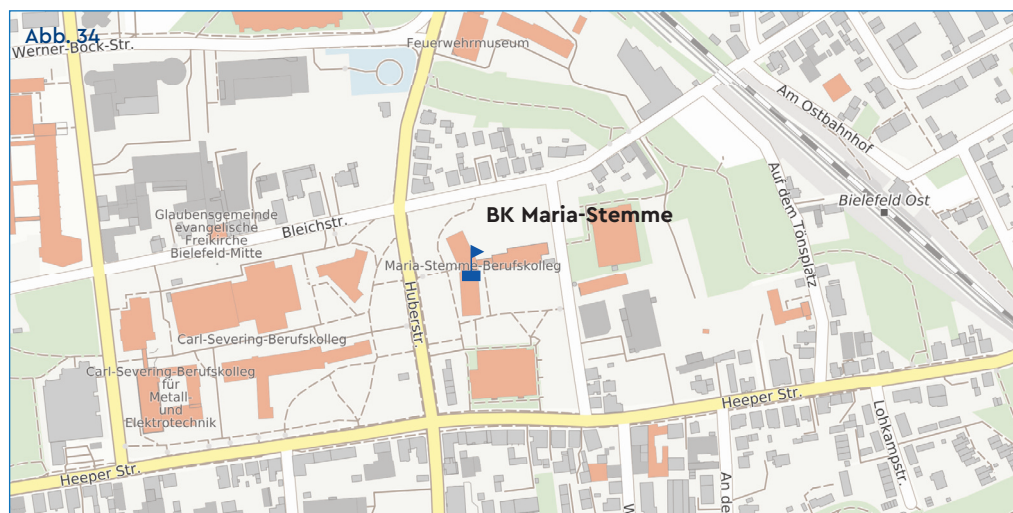 Abb. 34
Werner-Bock-Str.
Feuerwehrmuseum
Am Ostbahnhof
Auf dem Tönsplatz
Bielefeld Ost
Glaubensgemeinde
evangelische
Freikirche
Bielefeld-Mitte
Bleichstr.
BK Maria-Stemme
Maria-Stemme-Berufskolleg
Huberstr.
Carl-Severing-Berufskolleg
Carl-Severing-Berufskolleg
für
Metall-
und
Elektrotechnik
Heeper Str.
Heeper Str.
Lohkampstr.
An de
W